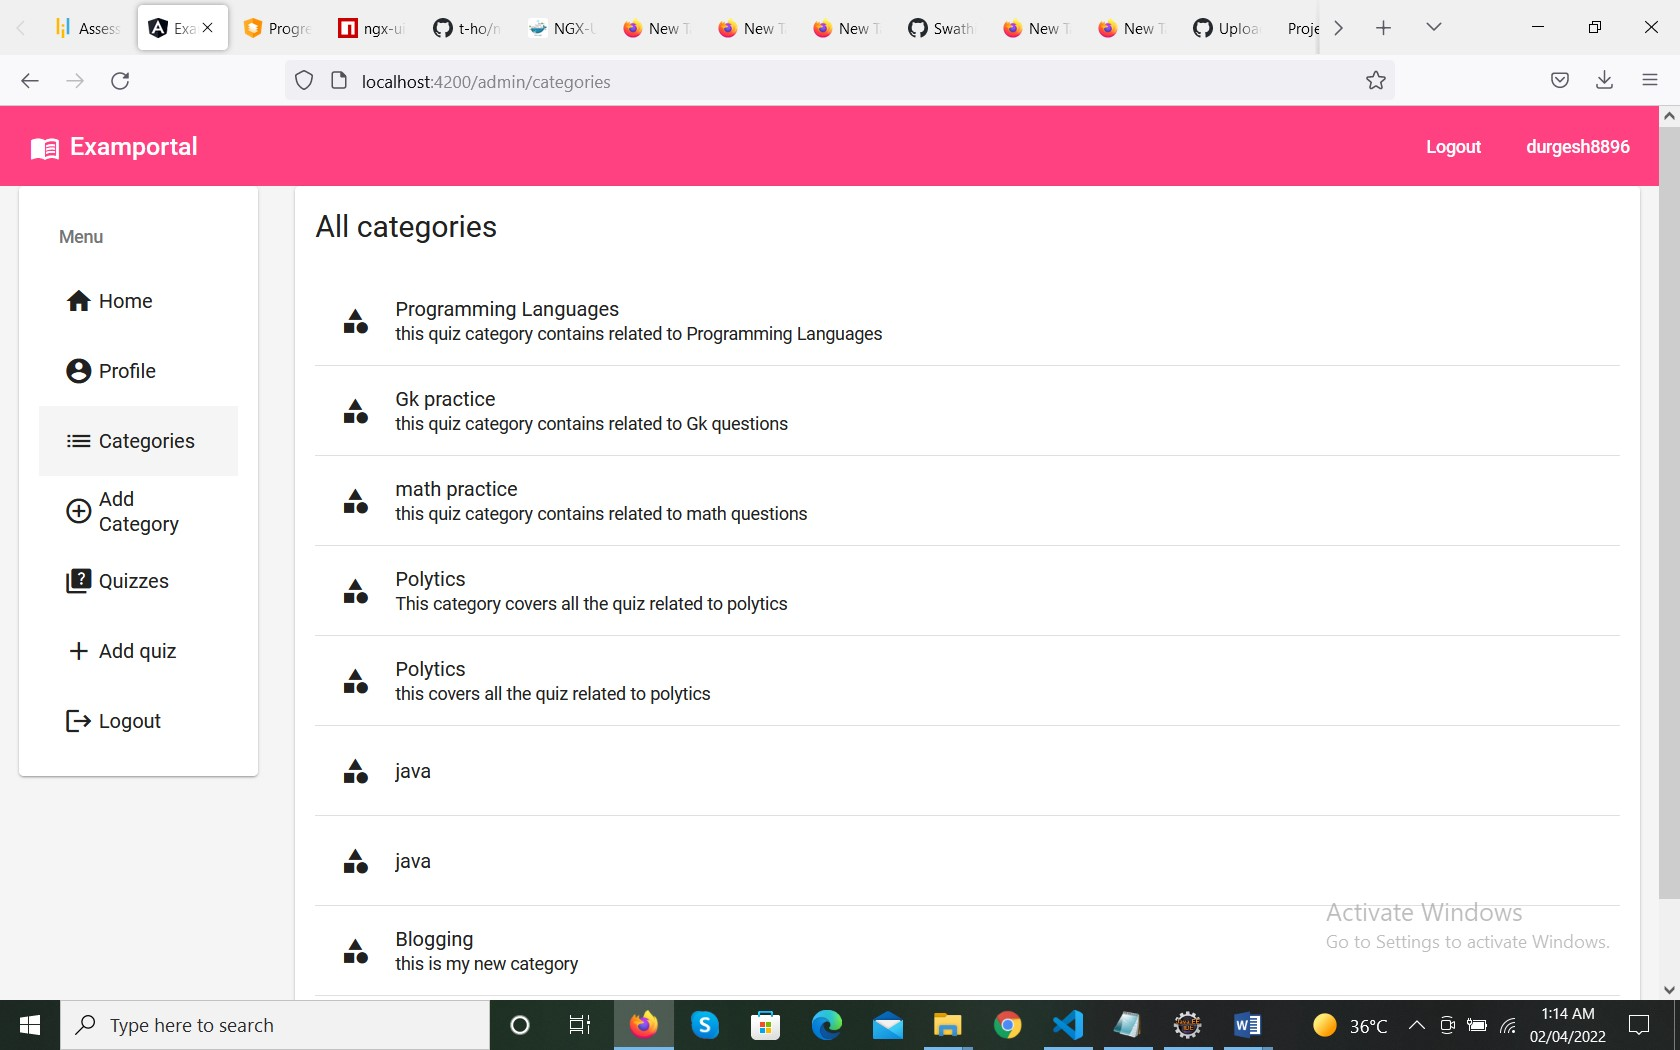 Assess
Exa
Progre
ngx-ui
t-ho/n
NGX-U
New T
New T
New T
Swath
New T
New T
Uploa
Proje
localhost:4200/admin/categories
Examportal
Logout
durgesh8896
Menu
Home
Profile
Categories
Add
Category
Quizzes
Add quiz
Logout
All categories
Programming Languages
this quiz category contains related to Programming Languages
Gk practice
this quiz category contains related to Gk questions
math practice
this quiz category contains related to math questions
Polytics
This category covers all the quiz related to polytics
Polytics
this covers all the quiz related to polytics
java
java
Blogging
this is my new category
Activate Windows
Go to Settings to activate Windows.
Type here to search
36°C
1:14 AM
02/04/2022